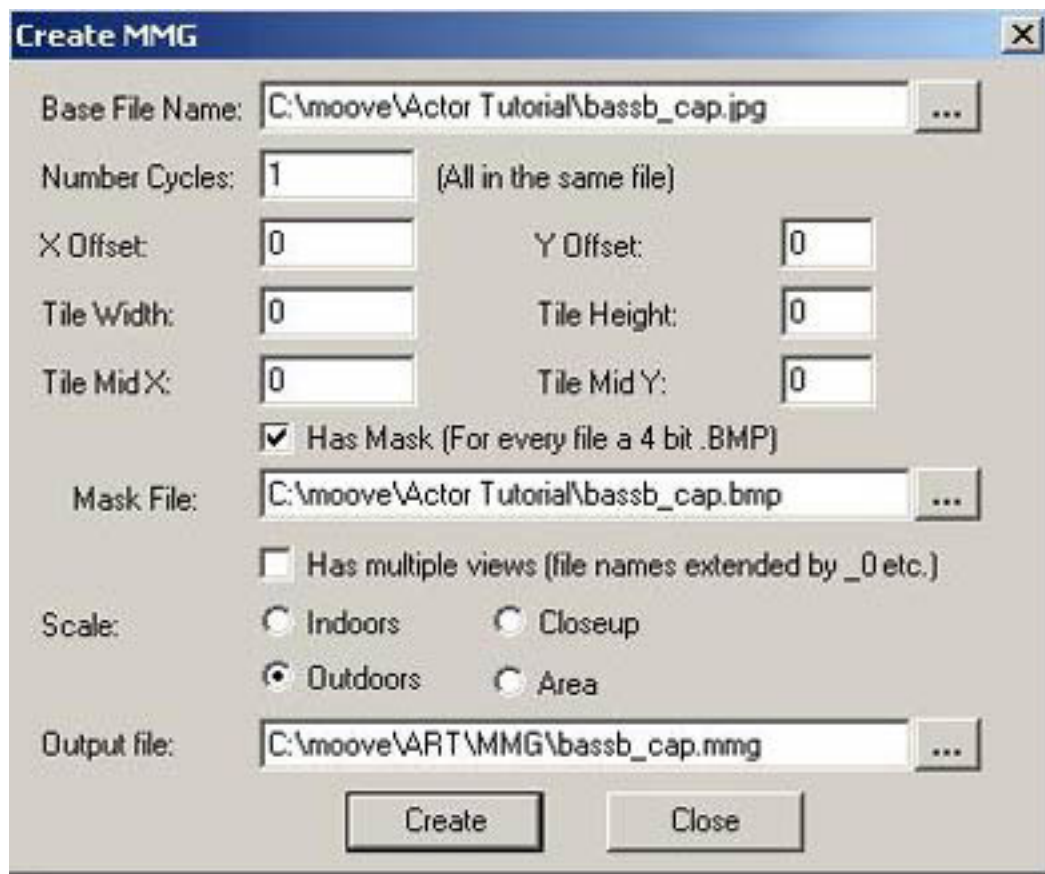 Create MMG
Base File Name: C:\moove\Actor Tutorial\bassb_cap.jpg ...
Number Cycles: 1 (All in the same file)
X Offset: 0 Y Offset: 0
Tile Width: 0 Tile Height: 0
Tile Mid X: 0 Tile Mid Y: 0
Has Mask (For every file a 4 bit .BMP)
Mask File: C:\moove\Actor Tutorial\bassb_cap.bmp ...
Has multiple views (file names extended by _0 etc.)
Scale: Indoors Closeup
Outdoors Area
Output file: C:\moove\ART\MMG\bassb_cap.mmg ...
Create Close